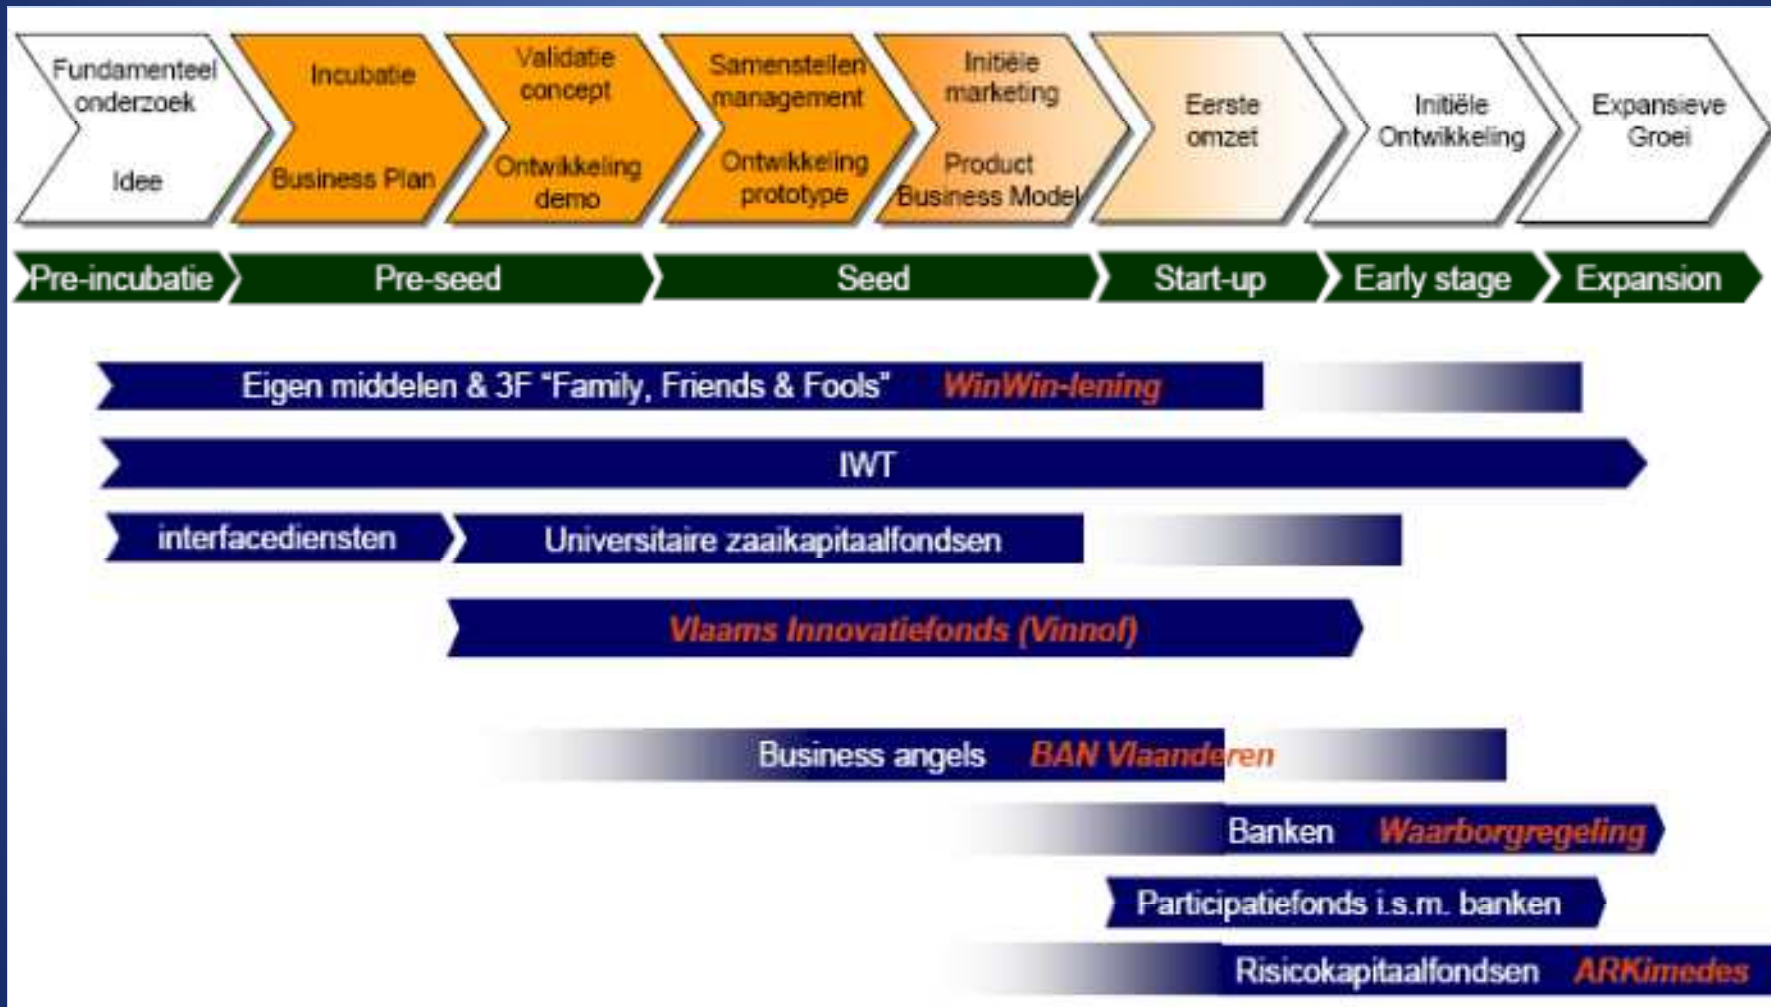 Fundamenteel
onderzoek
Idee
Incubatie
Business Plan
Validatie
concept
Ontwikkeling
demo
Samenstellen
management
Ontwikkeling
prototype
Initiële
marketing
Product
Business Model
Eerste
omzet
Initiële
Ontwikkeling
Expansieve
Groei
Pre-incubatie
Pre-seed
Seed
Start-up
Early stage
Expansion
Eigen middelen & 3F "Family, Friends & Fools" WinWin-lening
IWT
interfacediensten
Universitaire zaaikapitaalfondsen
Vlaams Innovatiefonds (Vinnof)
Business angels BAN Vlaanderen
Banken Waarborgregeling
Participatiefonds i.s.m. banken
Risicokapitaalfondsen ARKimedes